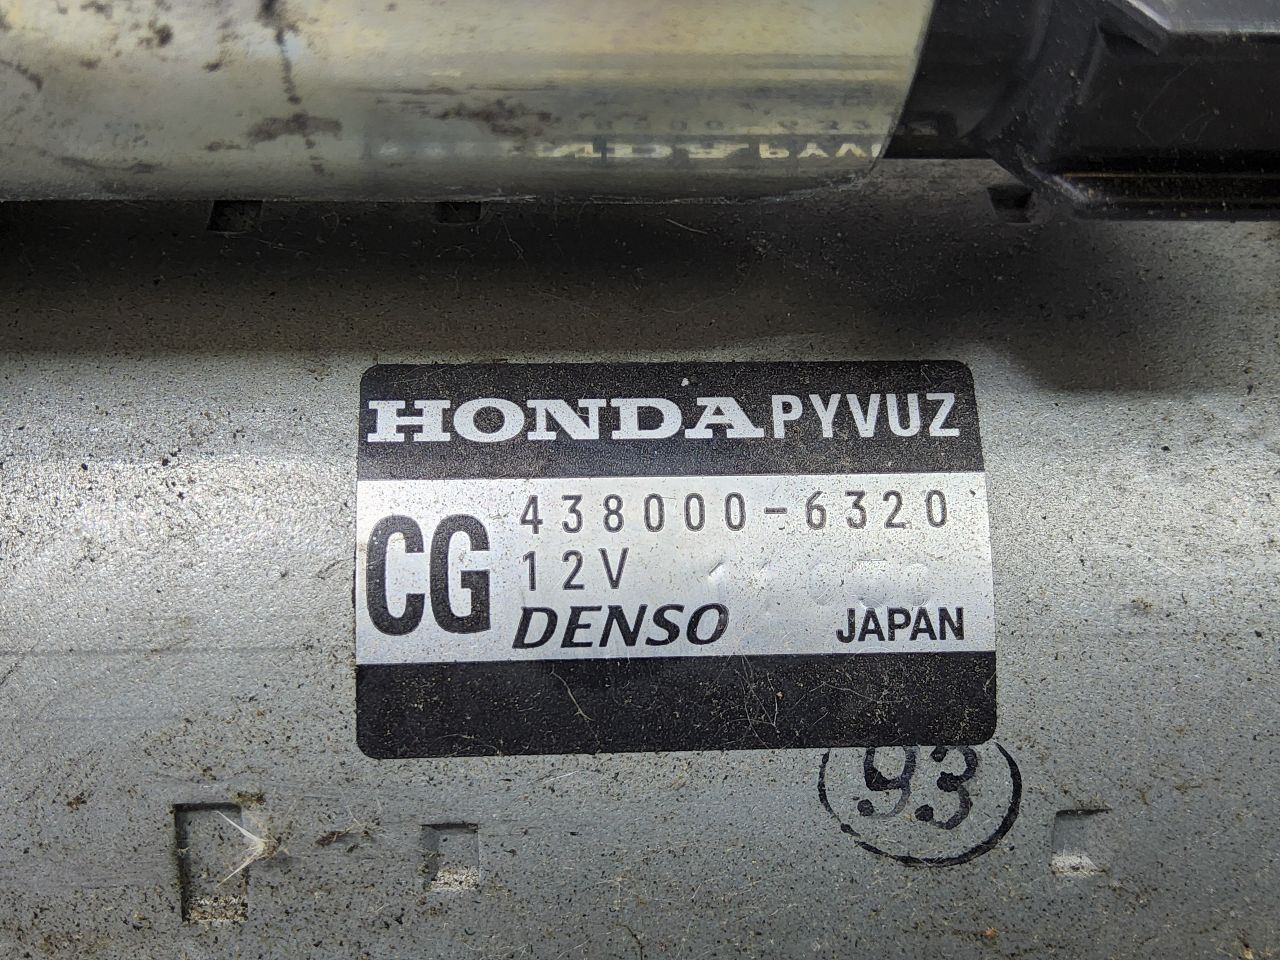 HONDA PYVUZ
CG
438000-6320
12V
DENSO JAPAN
93